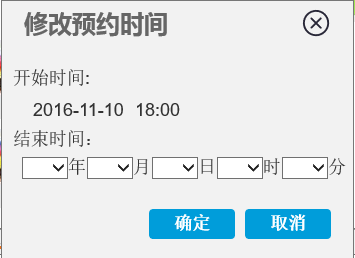 修改预约时间
开始时间:
2016-11-10 18:00
结束时间：
年 月 日 时 分
确定 取消